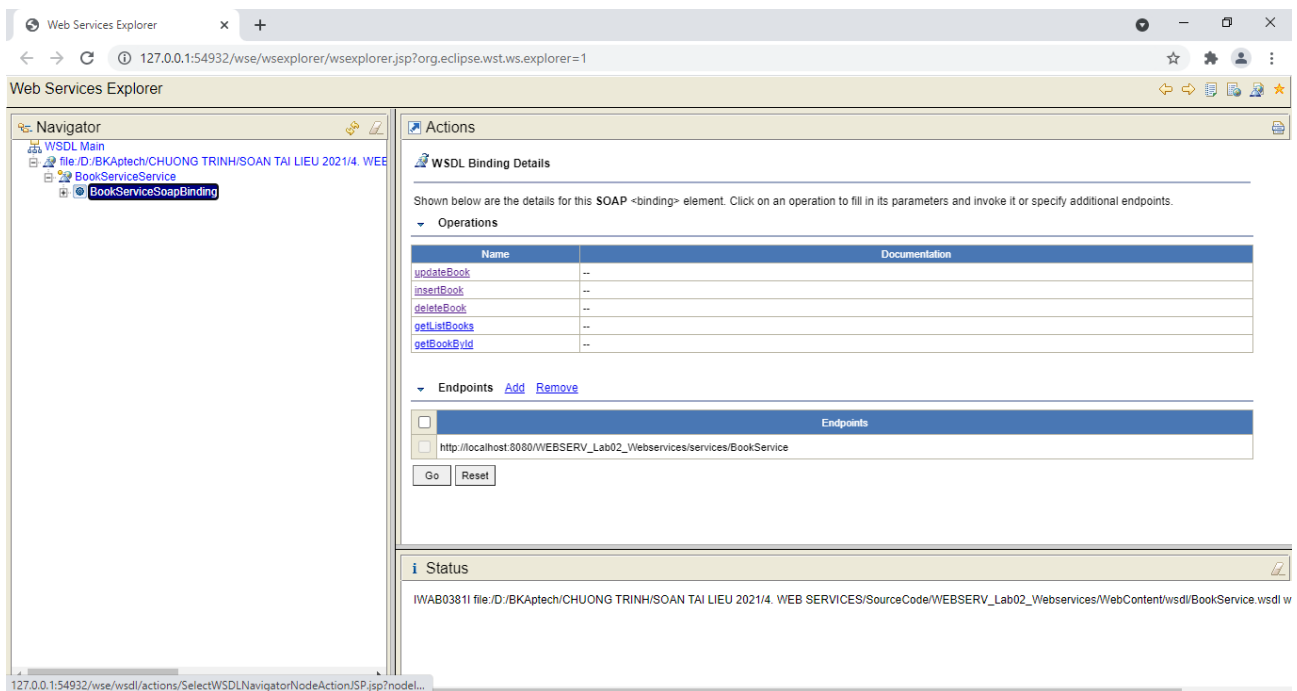 Web Services Explorer
127.0.0.1:54932/wse/wsexplorer/wsexplorer.jsp?org.eclipse.wst.ws.explorer=1
Web Services Explorer
Navigator
WSDL Main
file:/D:/BKAptech/CHUONG TRINH/SOAN TAI LIEU 2021/4. WEE
BookServiceService
BookServiceSoapBinding
Actions
WSDL Binding Details
Shown below are the details for this SOAP <binding> element. Click on an operation to fill in its parameters and invoke it or specify additional endpoints.
Operations
Name Documentation
updateBook --
insertBook --
deleteBook --
getListBooks --
getBookById --
Endpoints Add Remove
Endpoints
http://localhost:8080/WEBSERV_Lab02_Webservices/services/BookService
Go Reset
i Status
IWAB0381I file:/D:/BKAptech/CHUONG TRINH/SOAN TAI LIEU 2021/4. WEB SERVICES/SourceCode/WEBSERV_Lab02_Webservices/WebContent/wsdl/BookService.wsdl w
127.0.0.1:54932/wse/wsdl/actions/SelectWSDLNavigatorNodeActionJSP.jsp?nodeI...